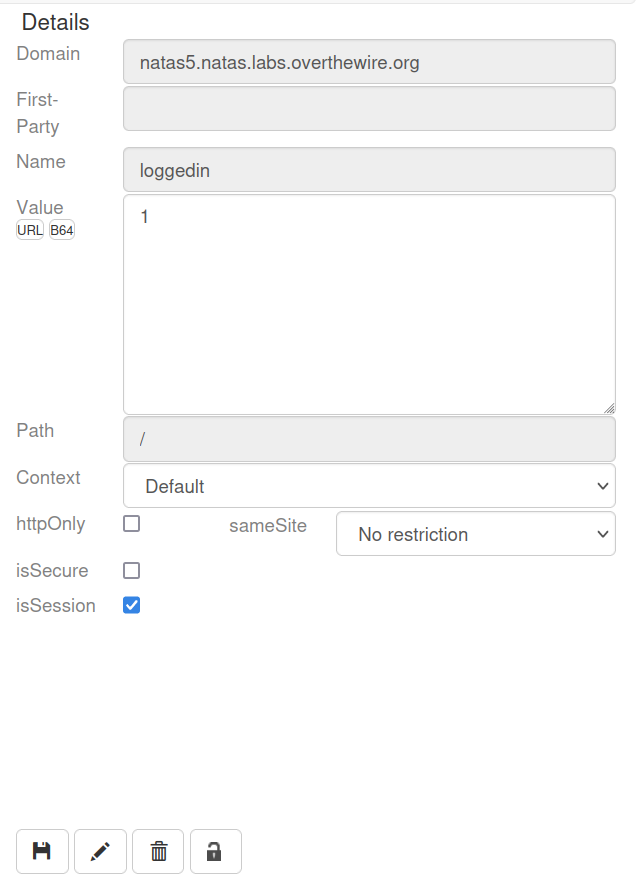 Details
Domain
natas5.natas.labs.overthewire.org
First-
Party
Name
loggedin
Value
URL B64
1
Path
/
Context
Default
httpOnly
sameSite
No restriction
isSecure
isSession